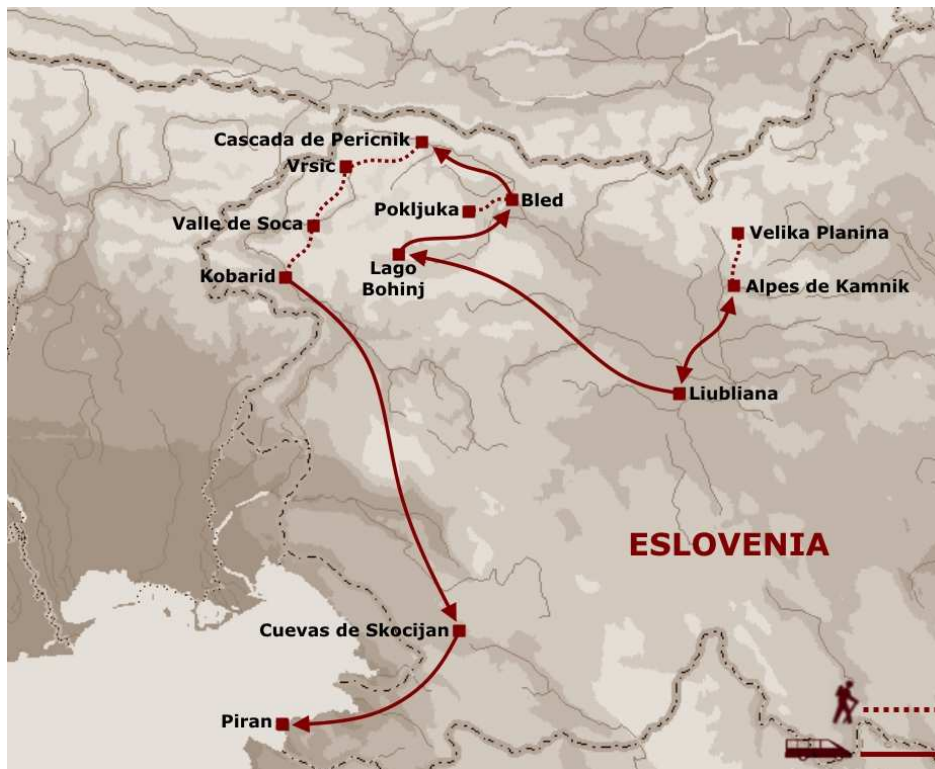 Cascada de Pericnik
Vrsic
Bled
Pokljuka
Valle de Soca
Velika Planina
Lago
Bohinj
Kobarid
Alpes de Kamnik
Liubliana
ESLOVENIA
Cuevas de Skocijan
Piran